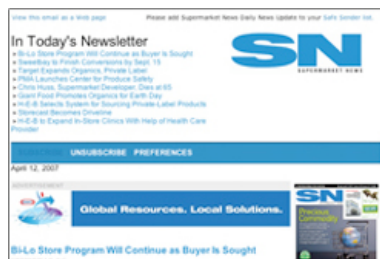 View this email as a Web page
Please add Supermarket News Daily News Update to your Safe Sender list.
In Today's Newsletter
SN
SUPERMARKET NEWS
» Bi-Lo Store Program Will Continue as Buyer Is Sought
» Sweetbay to Finish Conversions by Sept. 15
» Target Expands Organics, Private Label
» PMA Launches Center for Produce Safety
» Chris Huss, Supermarket Developer, Dies at 65
» Giant Food Promotes Organics for Earth Day
» H-E-B Selects System for Sourcing Private-Label Products
» Storecast Becomes Driveline
» H-E-B to Expand In-Store Clinics With Help of Health Care
Provider
SUBSCRIBE UNSUBSCRIBE PREFERENCES
April 12, 2007
ADVERTISEMENT
Global Resources. Local Solutions.
SN
Precious
Commodity
Bi-Lo Store Program Will Continue as Buyer Is Sought